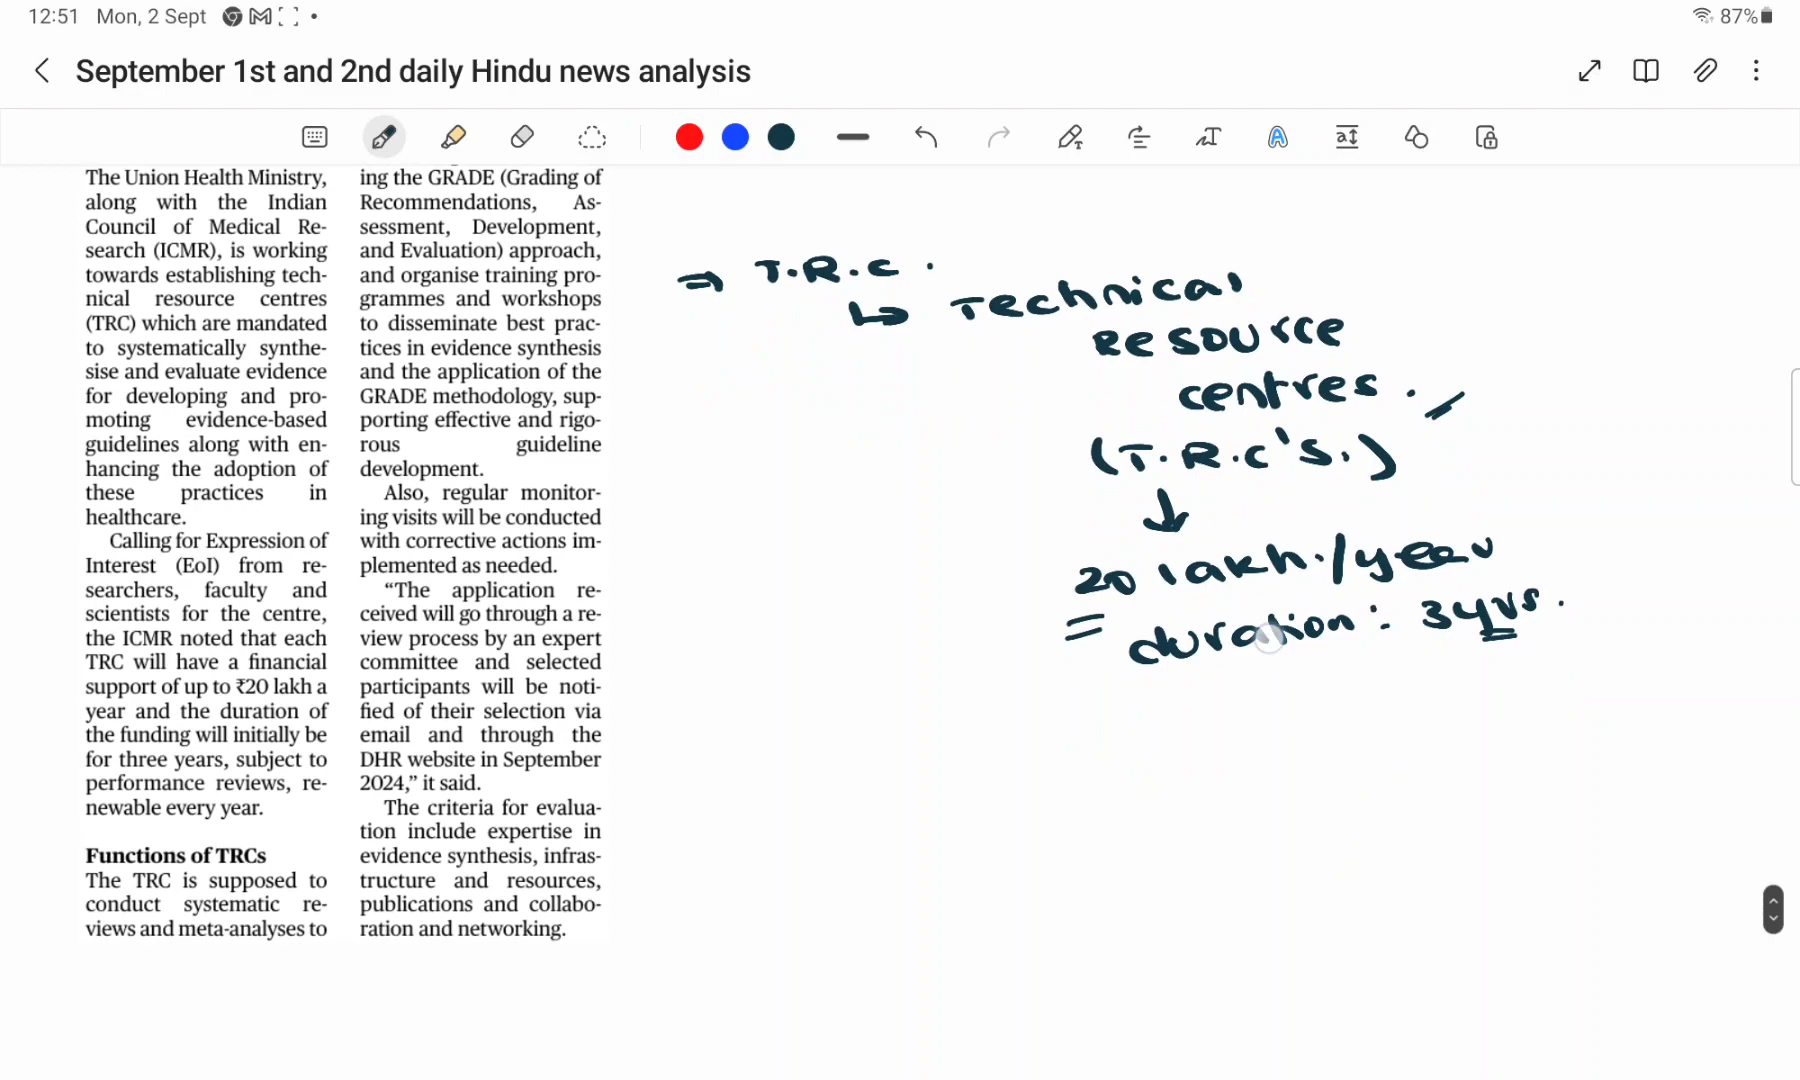 12:51 Mon, 2 Sept
87%
September 1st and 2nd daily Hindu news analysis
The Union Health Ministry,
along with the Indian
Council of Medical Re-
search (ICMR), is working
towards establishing tech-
nical resource centres
(TRC) which are mandated
to systematically synthe-
sise and evaluate evidence
for developing and pro-
moting evidence-based
guidelines along with en-
hancing the adoption of
these practices in
healthcare.
Calling for Expression of
Interest (EoI) from re-
searchers, faculty and
scientists for the centre,
the ICMR noted that each
TRC will have a financial
support of up to ₹20 lakh a
year and the duration of
the funding will initially be
for three years, subject to
performance reviews, re-
newable every year.
Functions of TRCs
The TRC is supposed to
conduct systematic re-
views and meta-analyses to
ing the GRADE (Grading of
Recommendations, As-
sessment, Development,
and Evaluation) approach,
and organise training pro-
grammes and workshops
to disseminate best prac-
tices in evidence synthesis
and the application of the
GRADE methodology, sup-
porting effective and rigo-
rous guideline
development.
Also, regular monitor-
ing visits will be conducted
with corrective actions im-
plemented as needed.
“The application re-
ceived will go through a re-
view process by an expert
committee and selected
participants will be noti-
fied of their selection via
email and through the
DHR website in September
2024,” it said.
The criteria for evalua-
tion include expertise in
evidence synthesis, infras-
tructure and resources,
publications and collabo-
ration and networking.
⇒ T.R.C.
↳ Technical
Resource
centres.
(T.R.C's.)
↓
20 lakh./year
= duration: 3yrs.